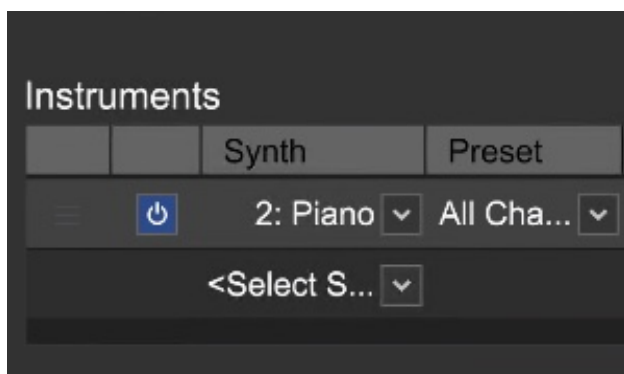 Instruments
Synth Preset
2: Piano All Cha...
<Select S...